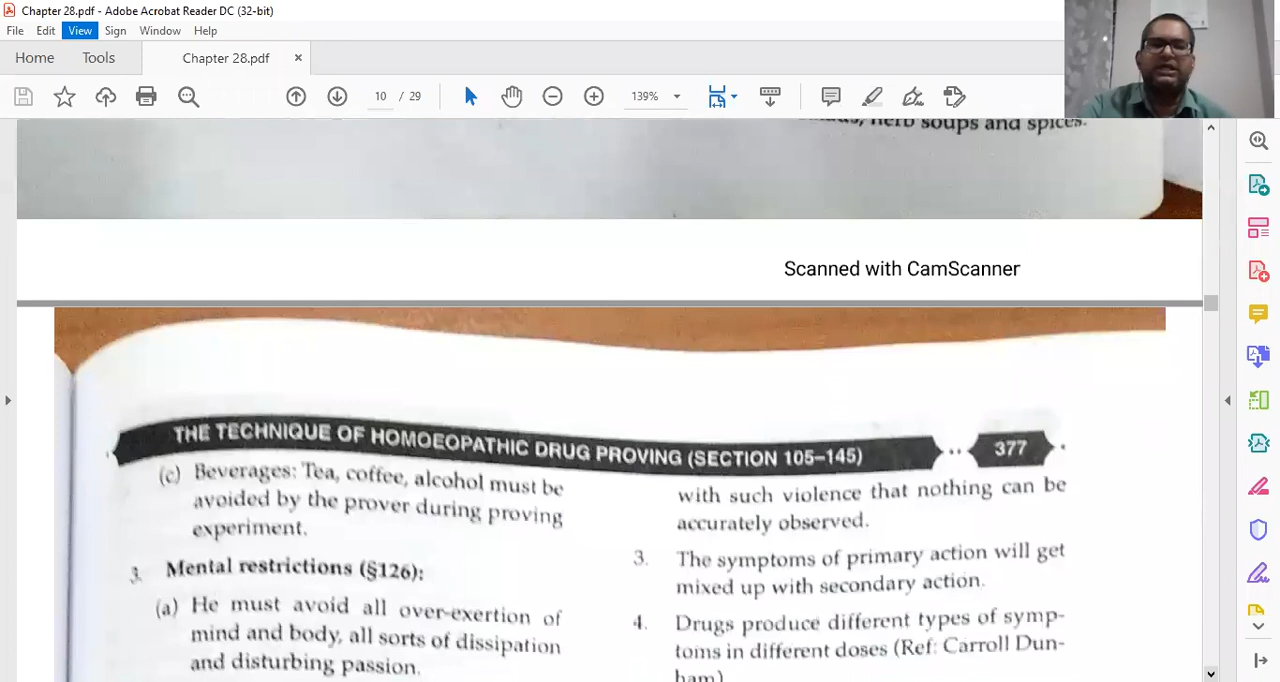 Chapter 28.pdf - Adobe Acrobat Reader DC (32-bit)
File Edit View Sign Window Help
Home Tools Chapter 28.pdf ×
10 / 29 139%
herb soups and spices.
Scanned with CamScanner
THE TECHNIQUE OF HOMOEOPATHIC DRUG PROVING (SECTION 105–145) 377
(c) Beverages: Tea, coffee, alcohol must be
avoided by the prover during proving
experiment.
3. Mental restrictions (§126):
(a) He must avoid all over-exertion of
mind and body, all sorts of dissipation
and disturbing passion.
with such violence that nothing can be
accurately observed.
3. The symptoms of primary action will get
mixed up with secondary action.
4. Drugs produce different types of symp-
toms in different doses (Ref: Carroll Dun-
ham)